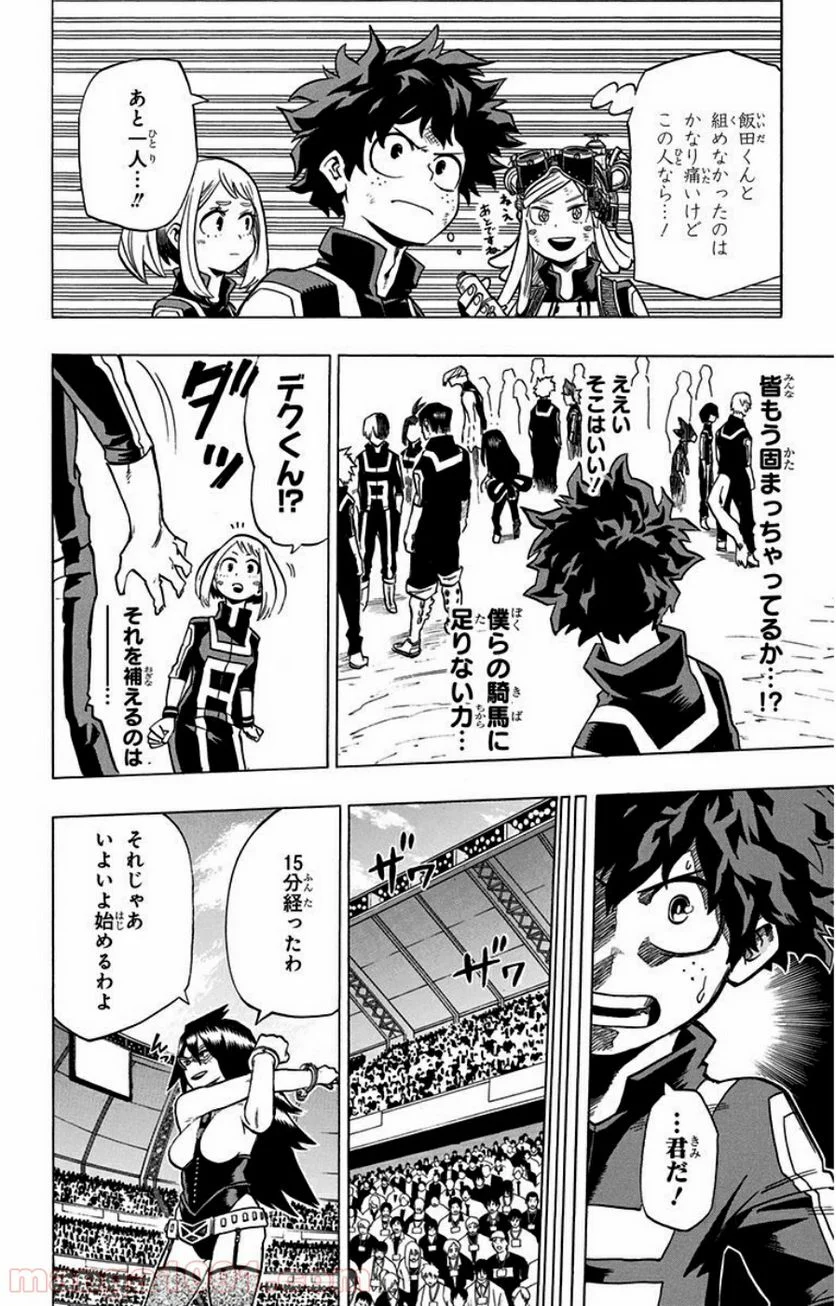 飯田くんと
組めなかったのは
かなり痛いけど
この人なら…!
ねーえ
あとですね
あと一人…!!
皆もう固まっちゃってるか…!?
ええい
そこはいい!!
僕らの騎馬に
足りない力…
デクくん!?
ダッ
それを補えるのは
――
…君だ!
ザワ
ザワ
15分経ったわ
それじゃあ
いよいよ始めるわよ